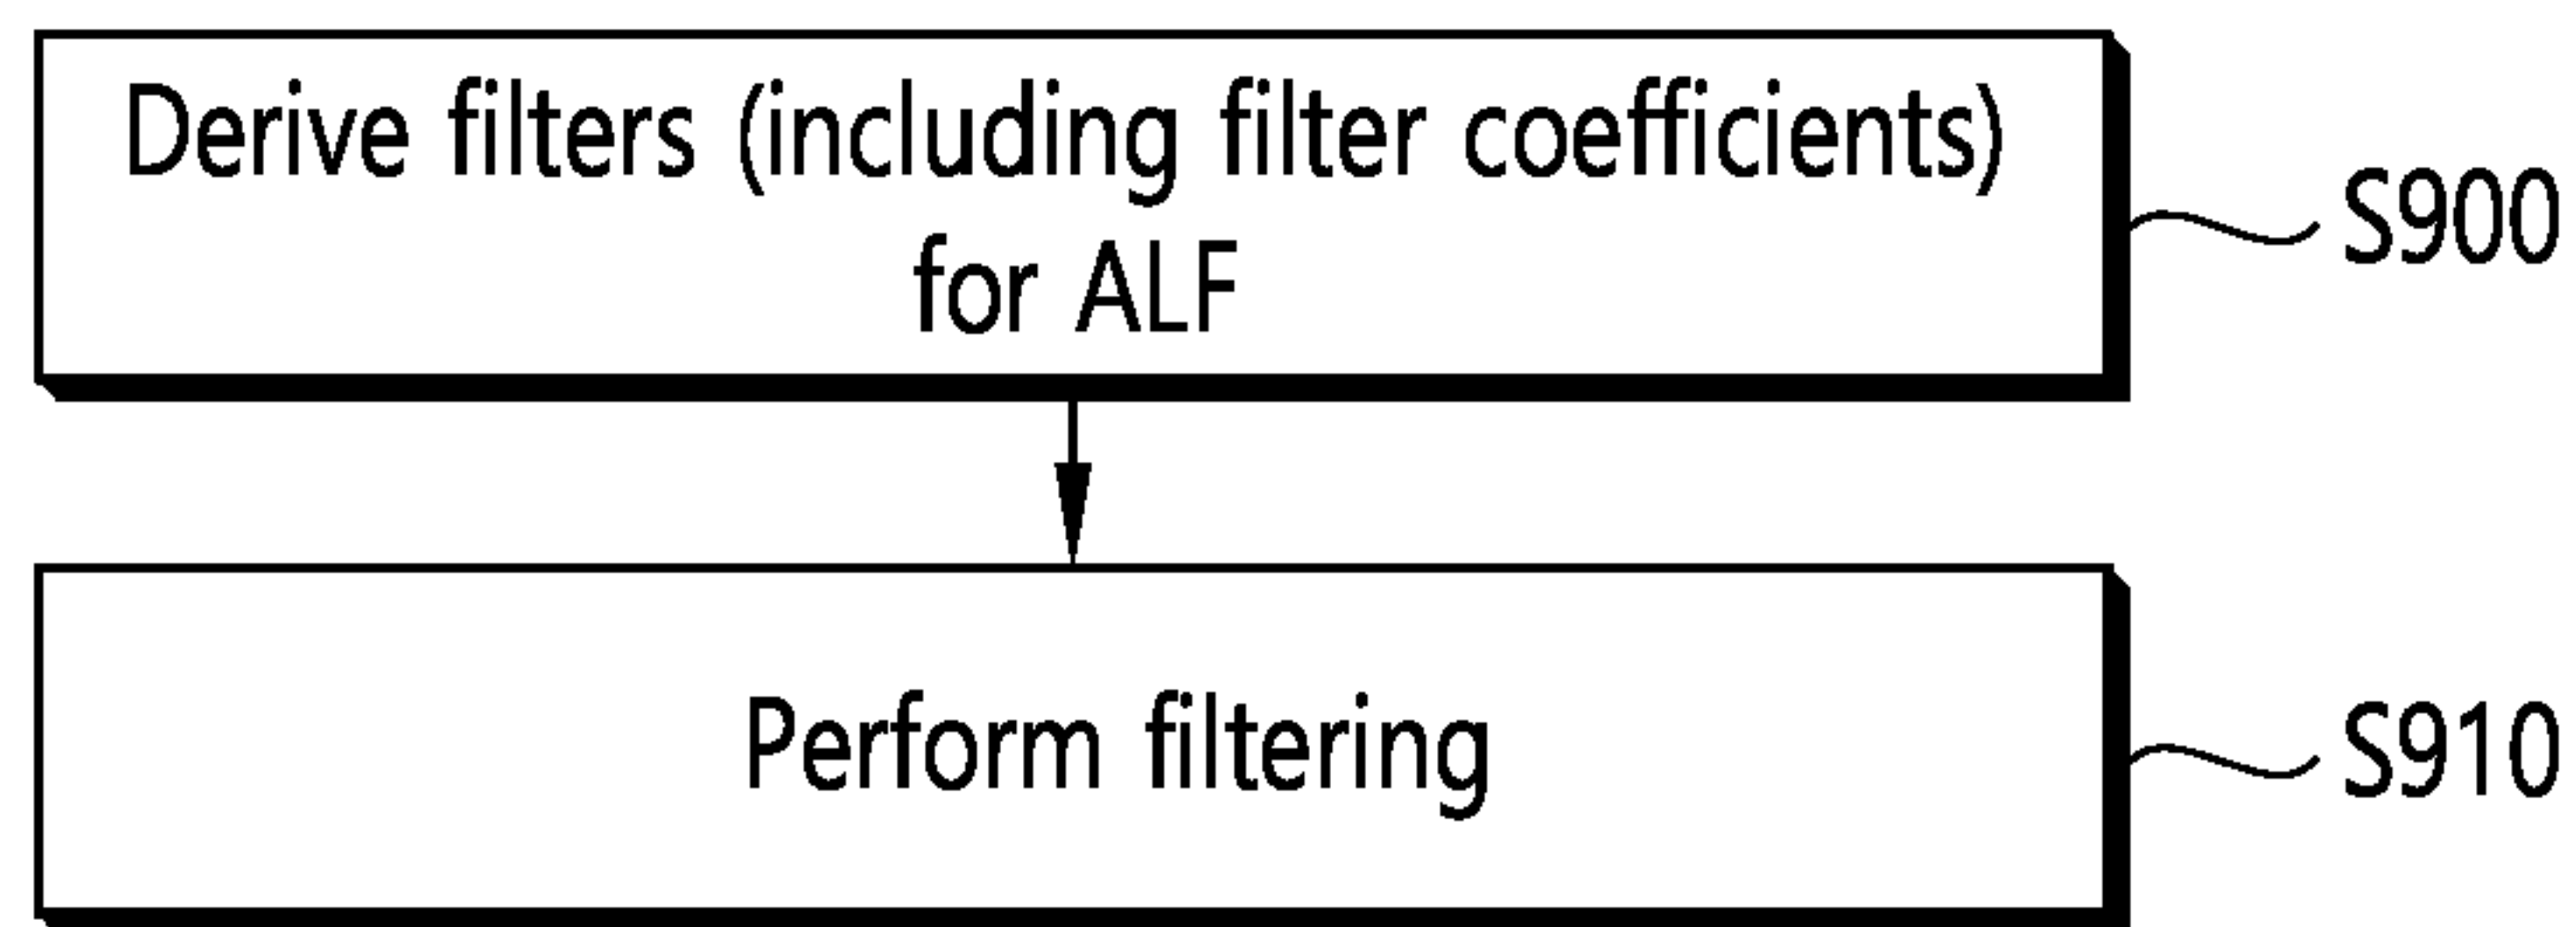 Derive filters (including filter coefficients)
for ALF
S900
Perform filtering
S910